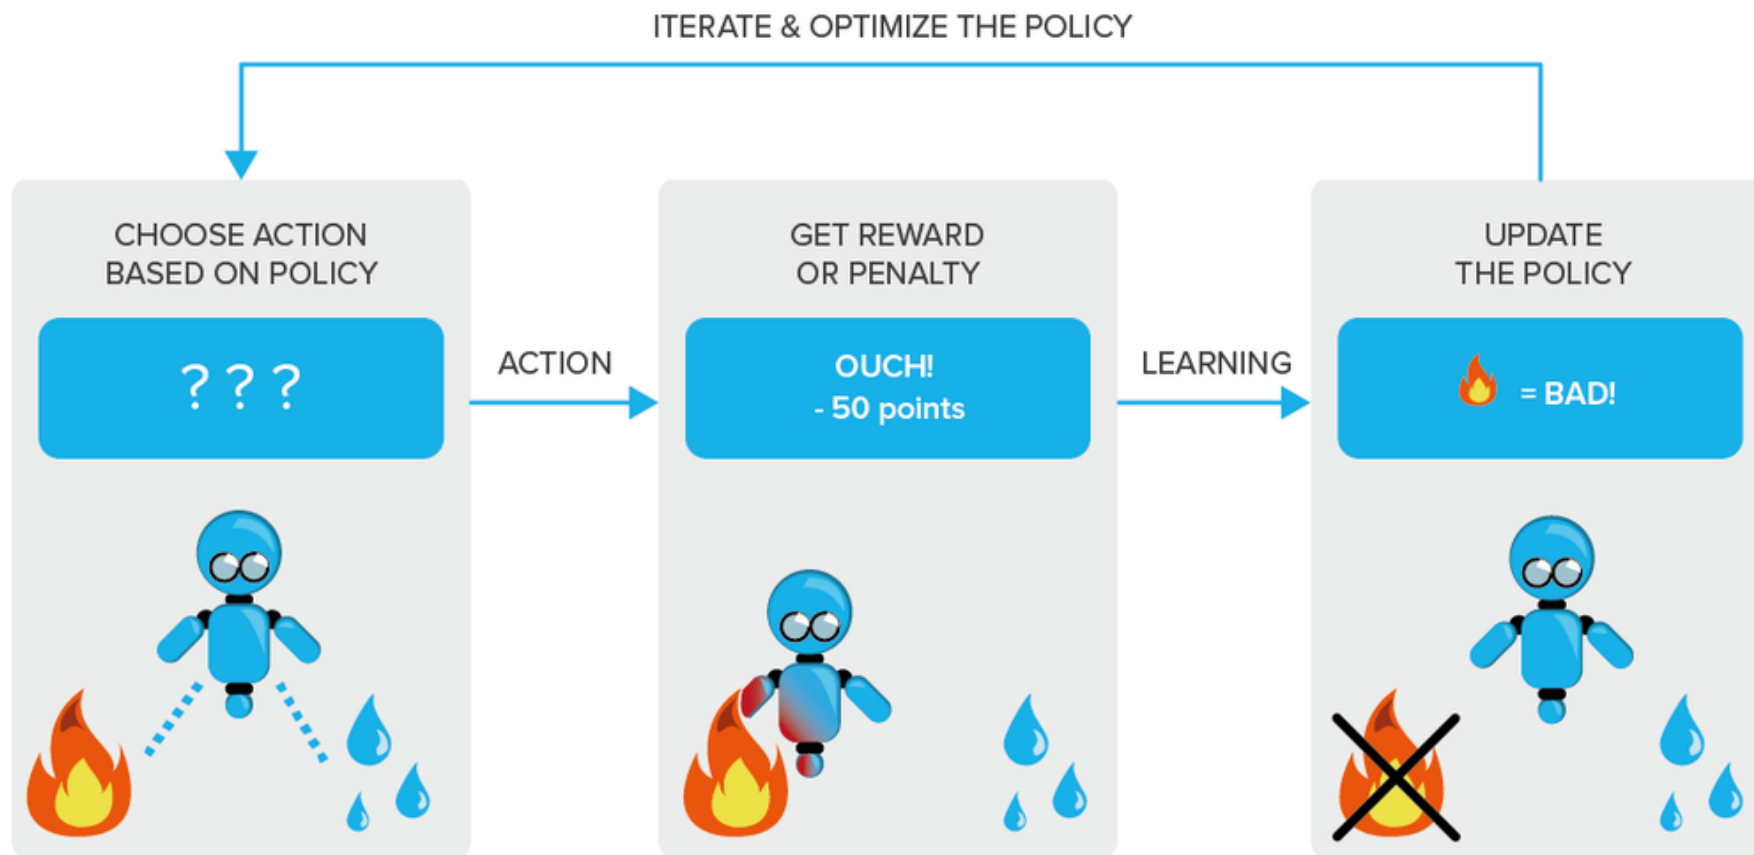 ITERATE & OPTIMIZE THE POLICY
CHOOSE ACTION
BASED ON POLICY
? ? ?
ACTION
GET REWARD
OR PENALTY
OUCH!
- 50 points
LEARNING
UPDATE
THE POLICY
= BAD!